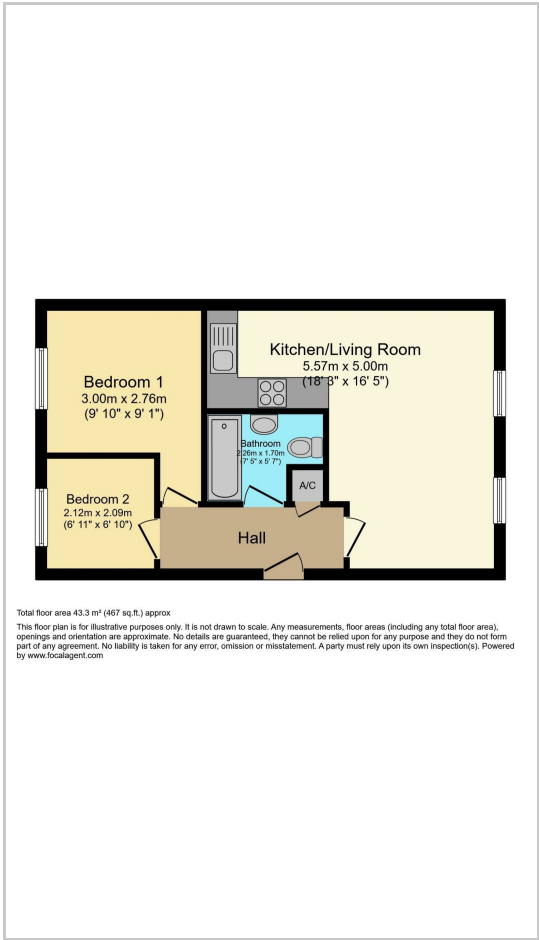 Kitchen/Living Room
5.57m x 5.00m
(18' 3" x 16' 5")
Bedroom 1
3.00m x 2.76m
(9' 10" x 9' 1")
Bathroom
2.26m x 1.70m
(7' 5" x 5' 7")
A/C
Bedroom 2
2.12m x 2.09m
(6' 11" x 6' 10")
Hall
Total floor area 43.3 m² (467 sq.ft.) approx
This floor plan is for illustrative purposes only. It is not drawn to scale. Any measurements, floor areas (including any total floor area),
openings and orientation are approximate. No details are guaranteed, they cannot be relied upon for any purpose and they do not form
part of any agreement. No liability is taken for any error, omission or misstatement. A party must rely upon its own inspection(s). Powered
by www.focalagent.com